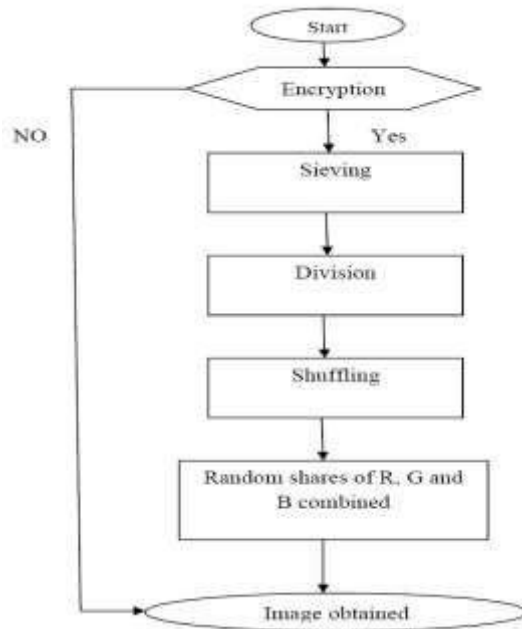 Start
Encryption
NO
Yes
Sieving
Division
Shuffling
Random shares of R, G and
B combined
Image obtained